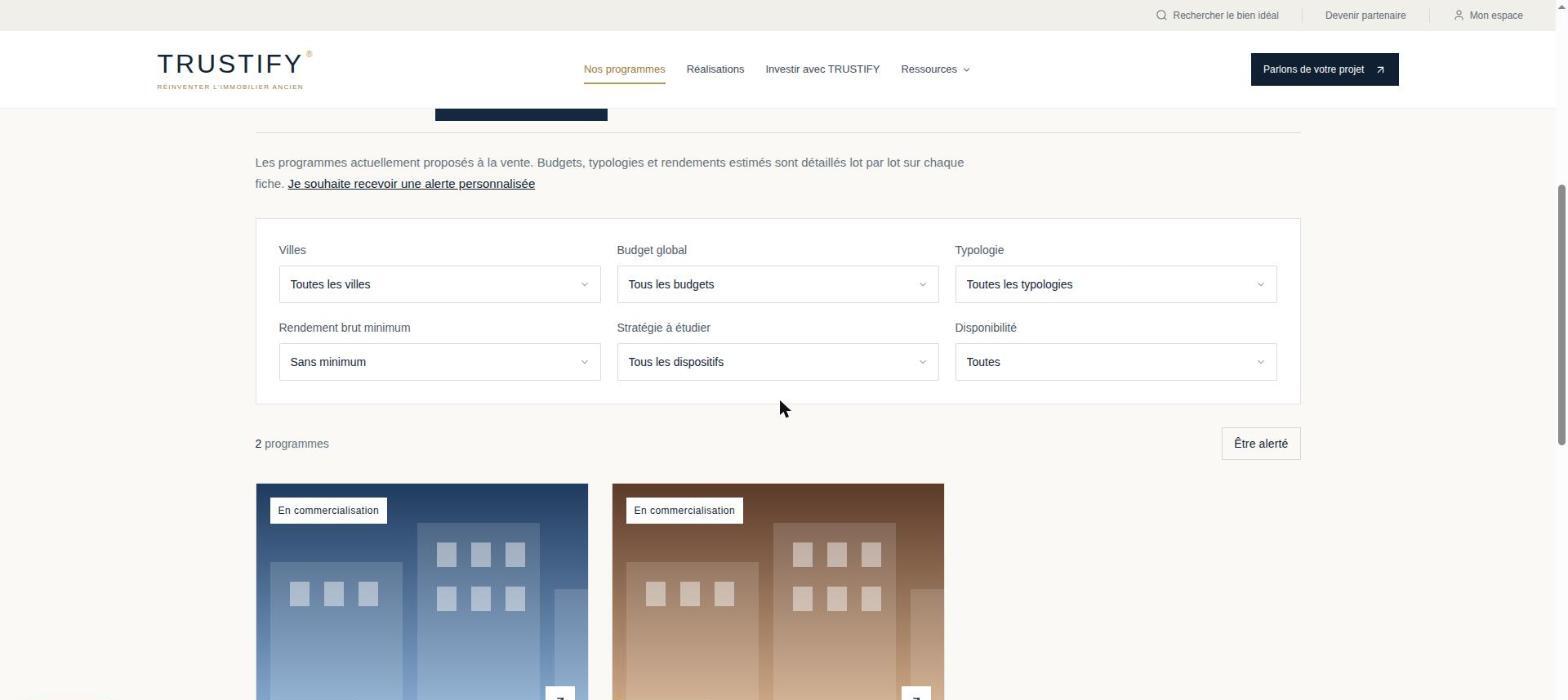 Rechercher le bien idéal
Devenir partenaire
Mon espace
TRUSTIFY®
RÉINVENTER L'IMMOBILIER ANCIEN
Nos programmes
Réalisations
Investir avec TRUSTIFY
Ressources
Parlons de votre projet
Les programmes actuellement proposés à la vente. Budgets, typologies et rendements estimés sont détaillés lot par lot sur chaque
fiche. Je souhaite recevoir une alerte personnalisée
Villes
Budget global
Typologie
Toutes les villes
Tous les budgets
Toutes les typologies
Rendement brut minimum
Stratégie à étudier
Disponibilité
Sans minimum
Tous les dispositifs
Toutes
2 programmes
Être alerté
En commercialisation
En commercialisation